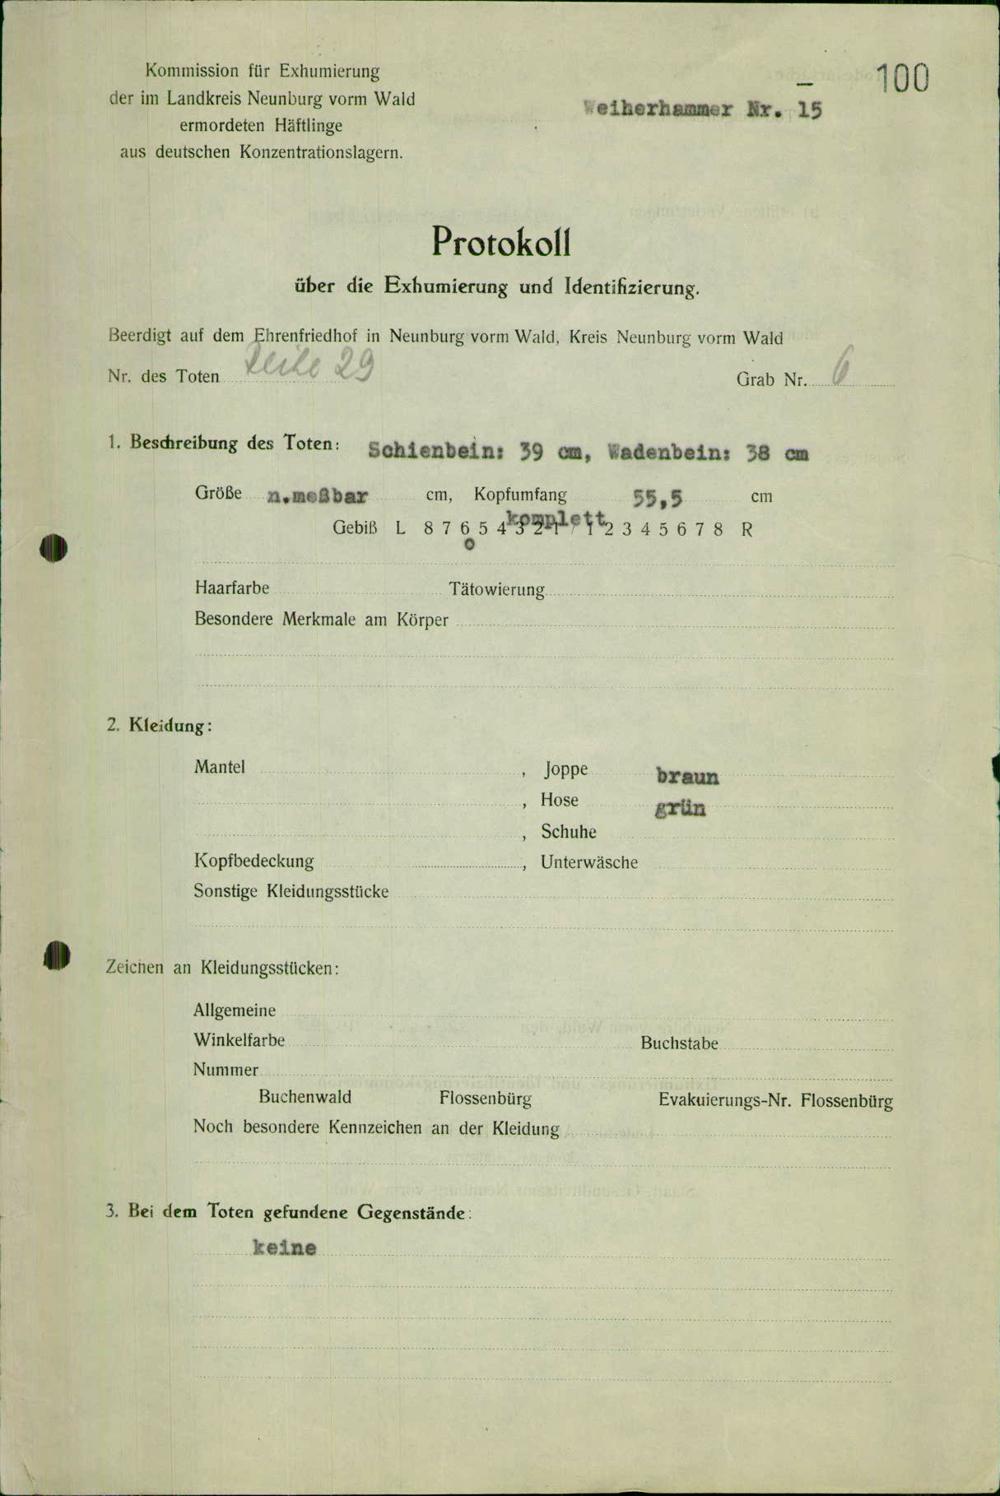 Kommission für Exhumierung
der im Landkreis Neunburg vorm Wald
ermordeten Häftlinge
aus deutschen Konzentrationslagern.
100
Weiherhammer Nr. 15
Protokoll
über die Exhumierung und Identifizierung.
Beerdigt auf dem Ehrenfriedhof in Neunburg vorm Wald, Kreis Neunburg vorm Wald
Nr. des Toten Reihe 29 Grab Nr. 6
1. Beschreibung des Toten: Schienbein: 39 cm, Wadenbein: 38 cm
Größe n.meßbar cm, Kopfumfang 55,5 cm
komplett
Gebiß L 8 7 6 5 4 3 2 1 / 1 2 3 4 5 6 7 8 R
o
Haarfarbe Tätowierung
Besondere Merkmale am Körper
2. Kleidung:
Mantel , Joppe braun
, Hose grün
, Schuhe
Kopfbedeckung , Unterwäsche
Sonstige Kleidungsstücke
Zeichen an Kleidungsstücken:
Allgemeine
Winkelfarbe Buchstabe
Nummer
Buchenwald Flossenbürg Evakuierungs-Nr. Flossenbürg
Noch besondere Kennzeichen an der Kleidung
3. Bei dem Toten gefundene Gegenstände:
keine